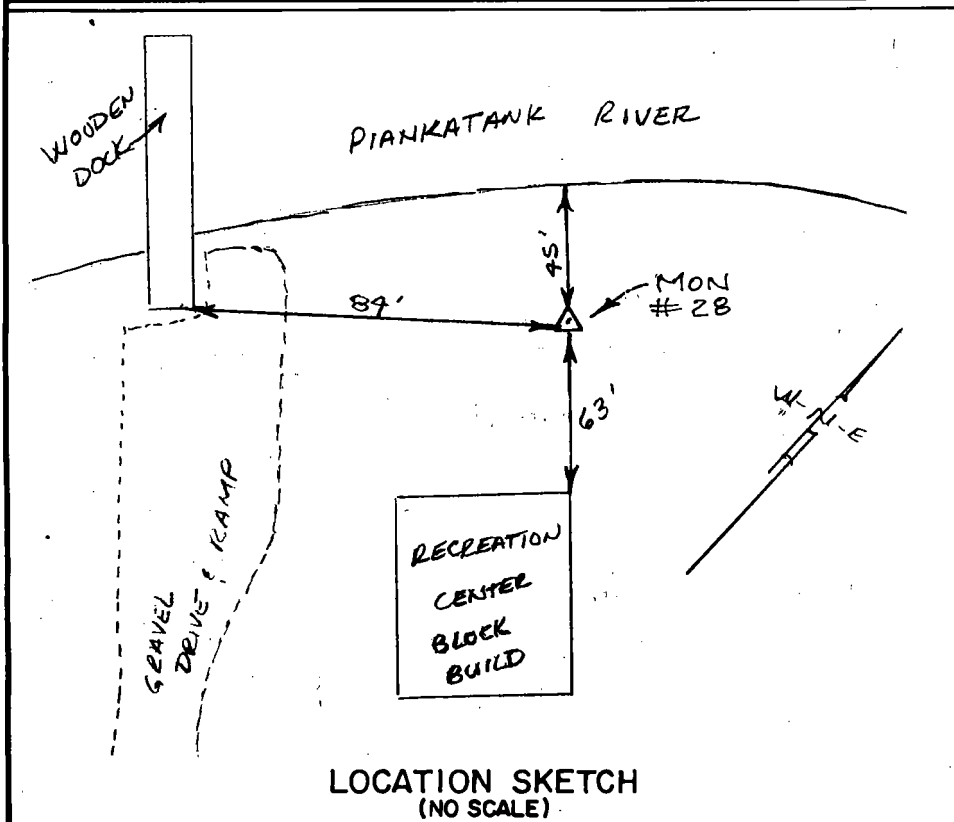 WOODEN
DOCK
PIANKATANK RIVER
45'
84'
MON
# 28
63'
W-N-E
RECREATION
CENTER
BLOCK
BUILD
GRAVEL
DRIVE & RAMP
LOCATION SKETCH
(NO SCALE)